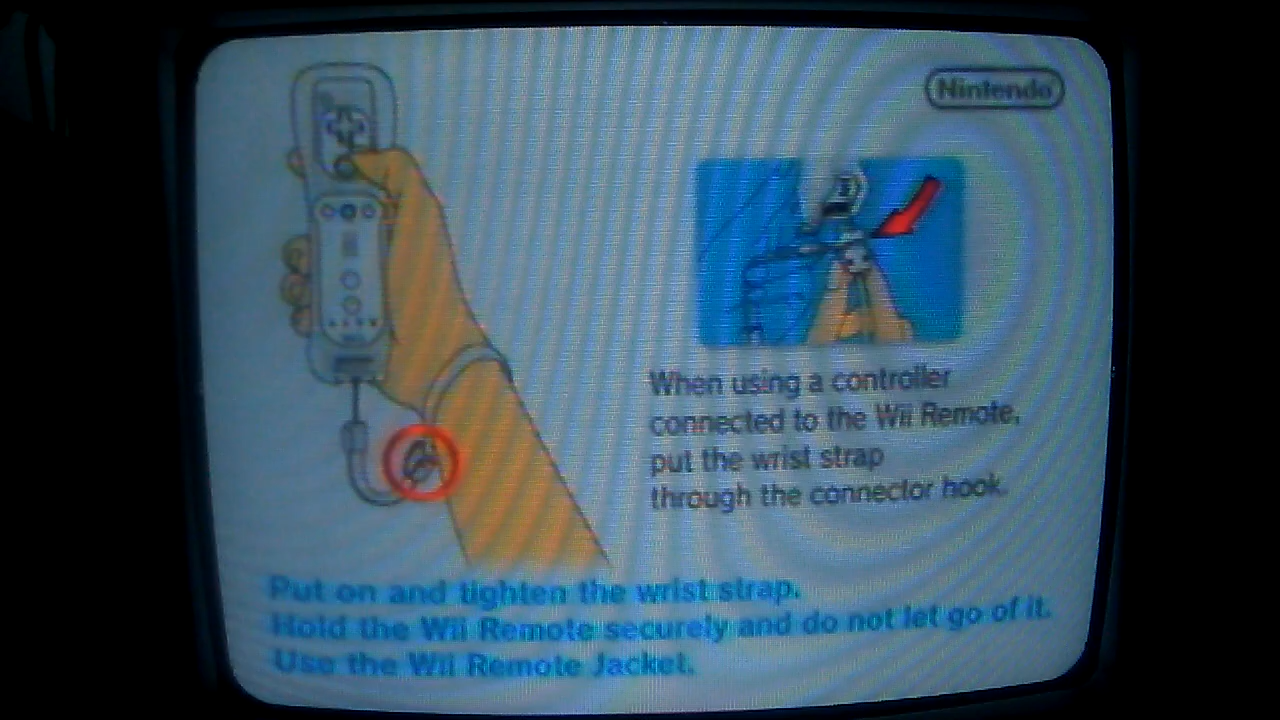 Nintendo
When using a controller
connected to the Wii Remote,
put the wrist strap
through the connector hook.
Put on and tighten the wrist strap.
Hold the Wii Remote securely and do not let go of it.
Use the Wii Remote Jacket.